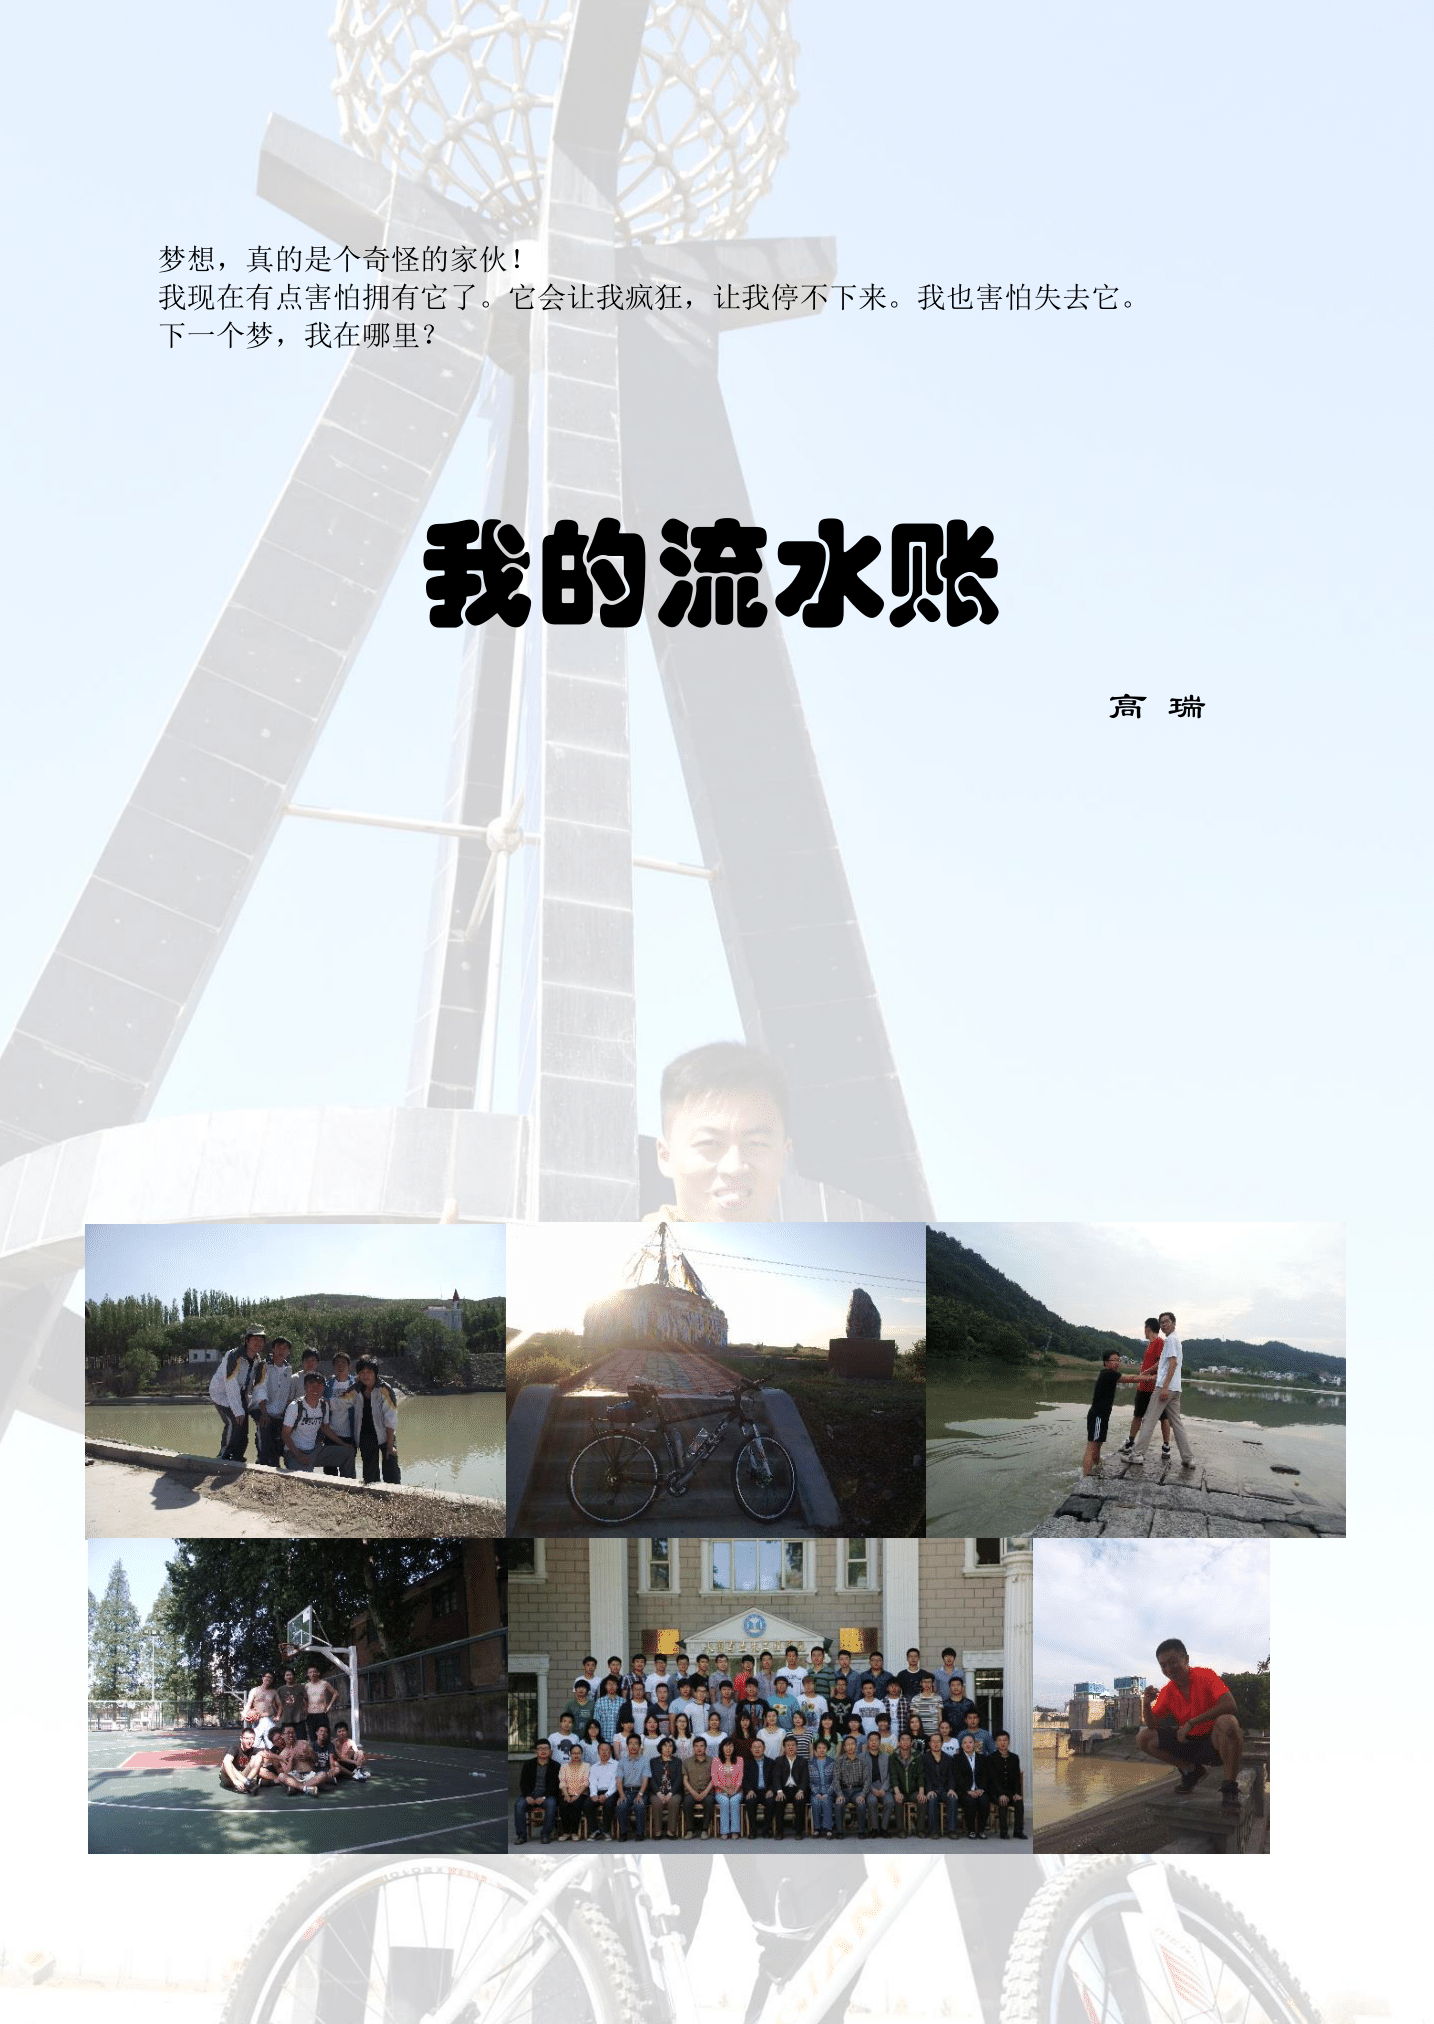 梦想，真的是个奇怪的家伙！
我现在有点害怕拥有它了。它会让我疯狂，让我停不下来。我也害怕失去它。
下一个梦，我在哪里？
我的流水账
高 瑞
GIANT